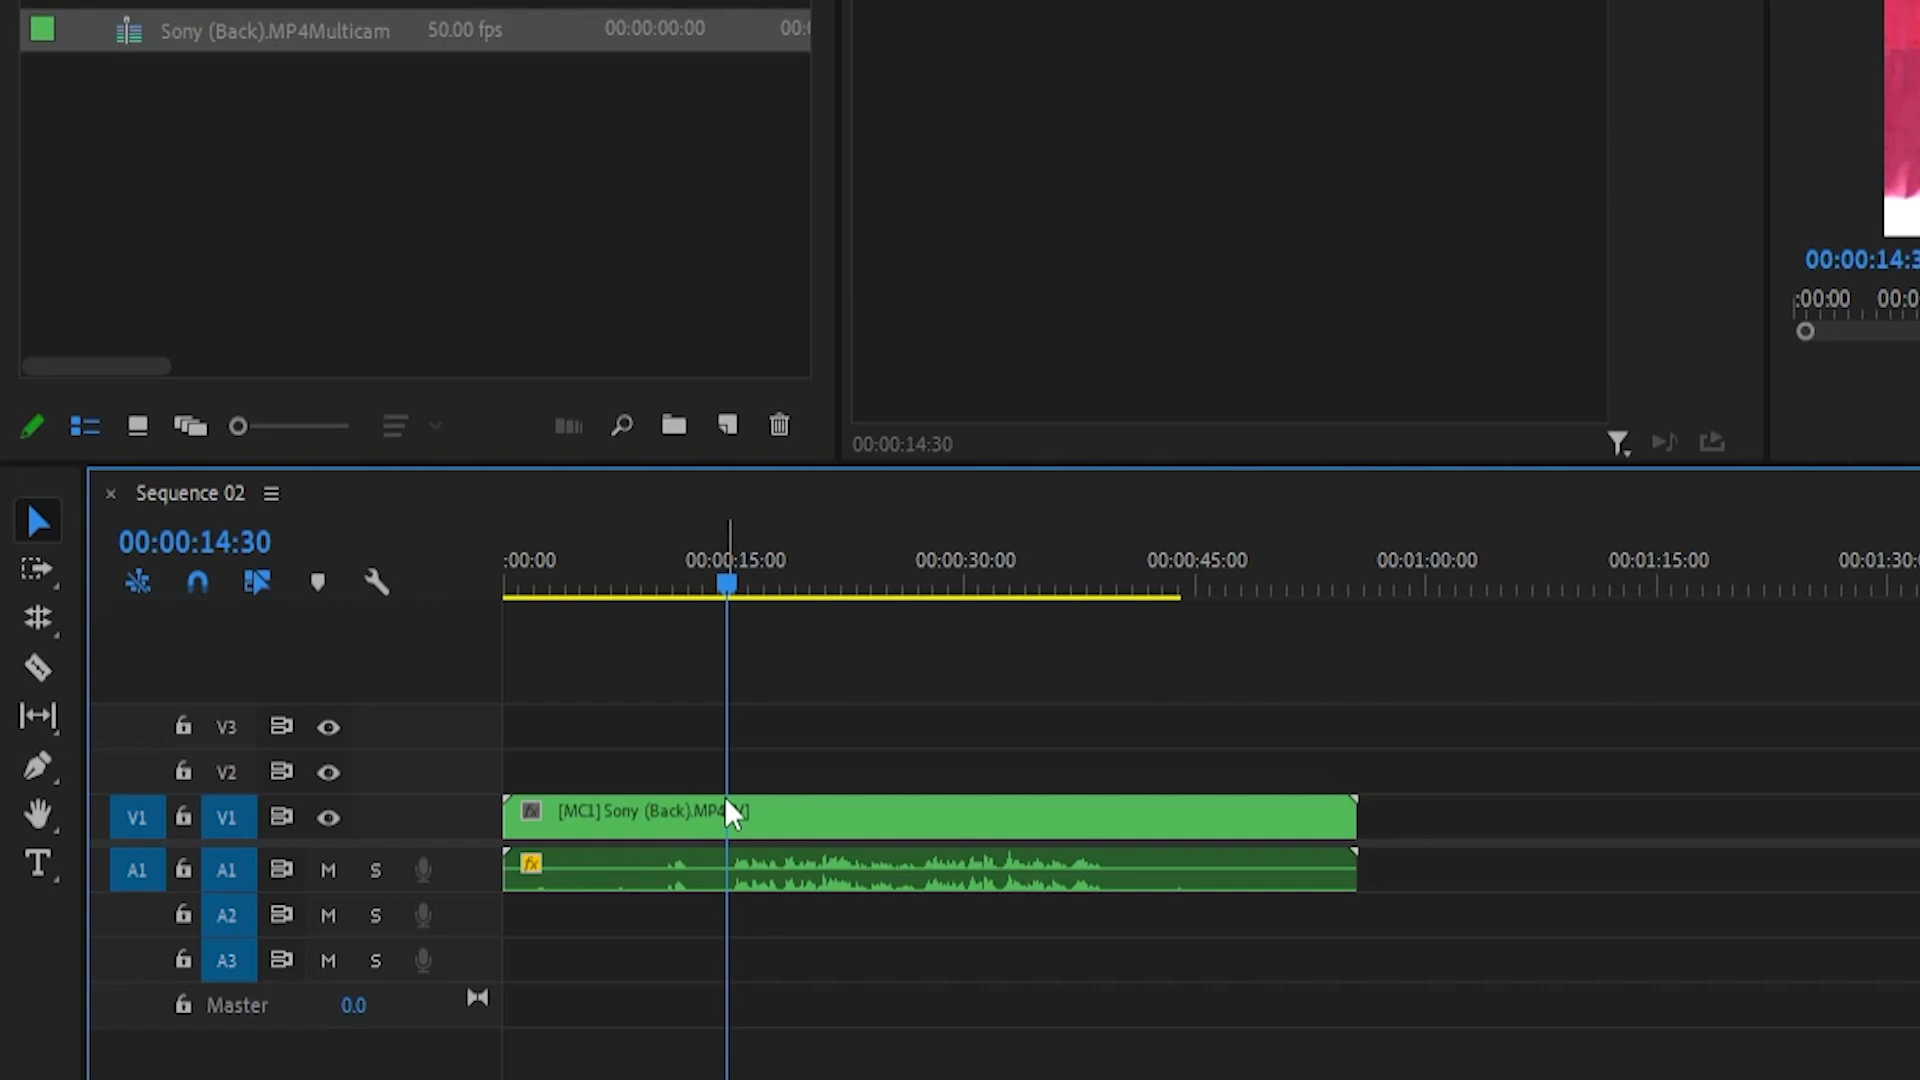 Sony (Back).MP4Multicam 50.00 fps 00:00:00:00 00:
00:00:14:3
:00:00 00:0
00:00:14:30
Sequence 02
00:00:14:30
:00:00 00:00:15:00 00:00:30:00 00:00:45:00 00:01:00:00 00:01:15:00 00:01:30:0
V3
V2
V1 V1 fx [MC1] Sony (Back).MP4
A1 A1 M S fx
A2 M S
A3 M S
Master 0.0